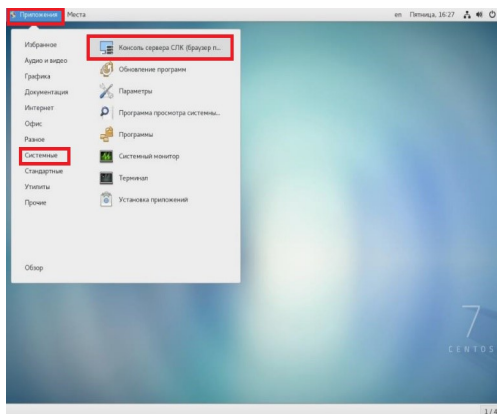 Приложения Места en Пятница, 16:27
Избранное
Аудио и видео
Графика
Документация
Интернет
Офис
Разное
Системные
Стандартные
Утилиты
Прочие
Обзор
Консоль сервера СЛК (браузер п...
Обновление программ
Параметры
Программа просмотра системны...
Программы
Системный монитор
Терминал
Установка приложений
7
CENTOS
1 / 4